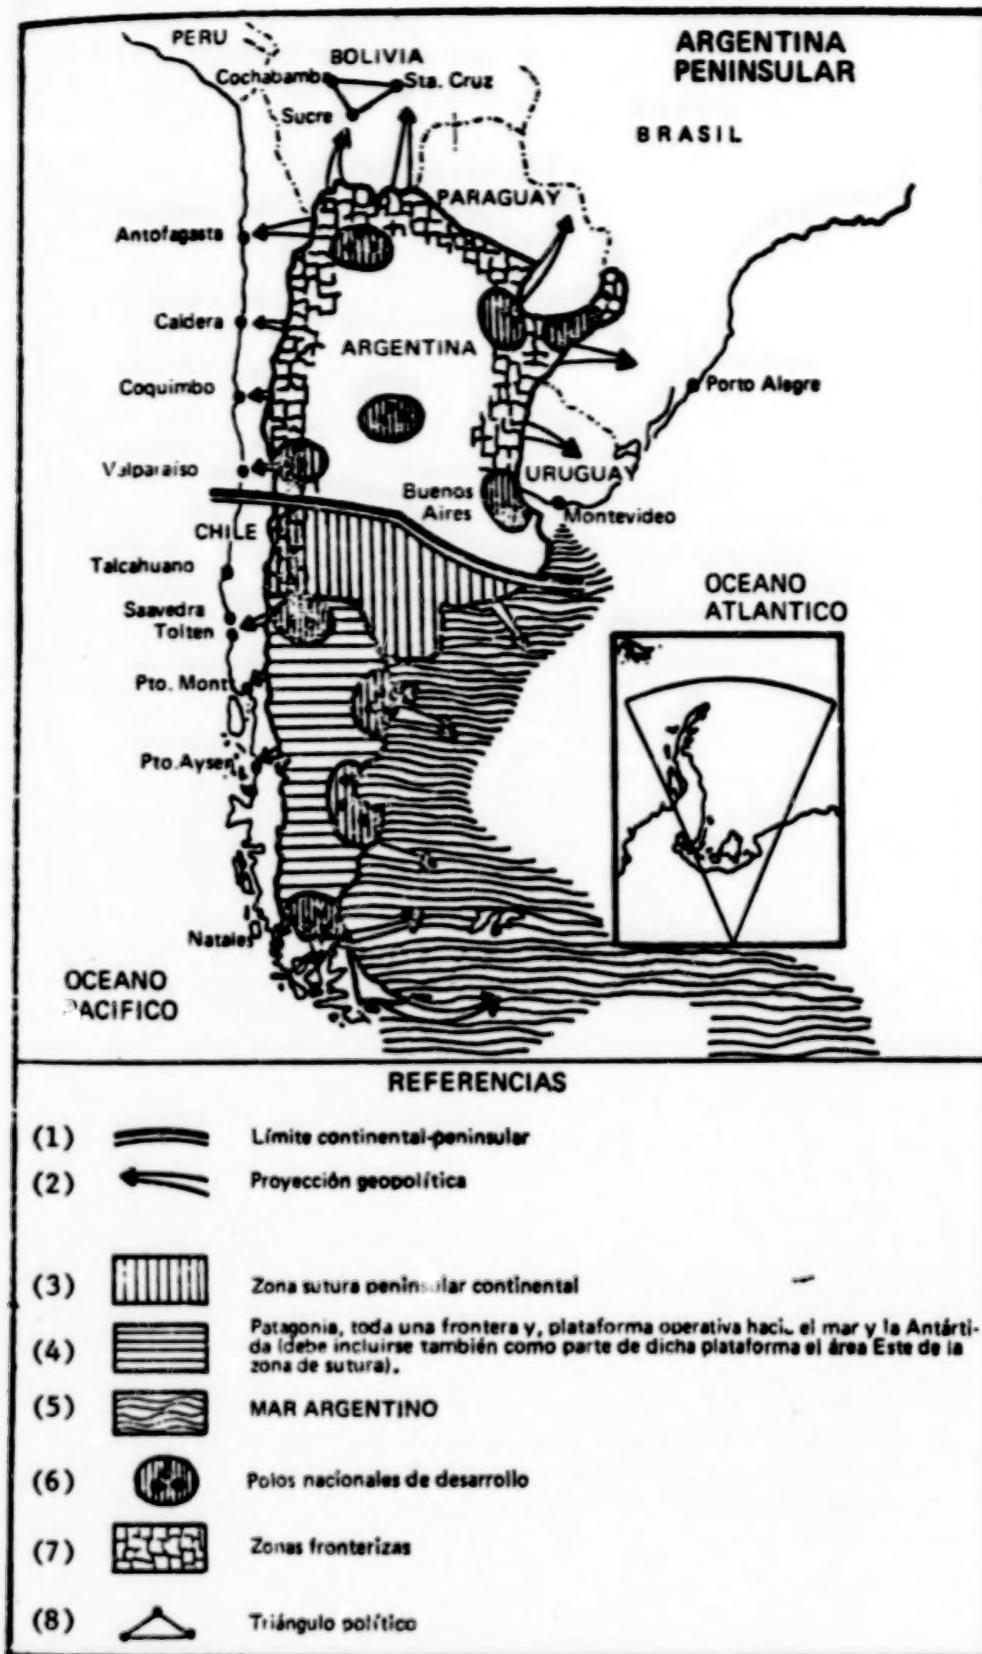 ARGENTINA
PENINSULAR
PERU
BOLIVIA
Cochabamba
Sta. Cruz
Sucre
BRASIL
PARAGUAY
Antofagasta
Caldera
ARGENTINA
Coquimbo
Porto Alegre
Valparaíso
URUGUAY
Buenos
Aires
Montevideo
CHILE
Talcahuano
OCEANO
ATLANTICO
Saavedra
Tolten
Pto. Mont
Pto. Aysen
Natales
OCEANO
PACIFICO
REFERENCIAS
(1) Límite continental-peninsular
(2) Proyección geopolítica
(3) Zona sutura peninsular continental
(4) Patagonia, toda una frontera y, plataforma operativa hacia el mar y la Antárti-
da (debe incluirse también como parte de dicha plataforma el área Este de la
zona de sutura).
(5) MAR ARGENTINO
(6) Polos nacionales de desarrollo
(7) Zonas fronterizas
(8) Triángulo político